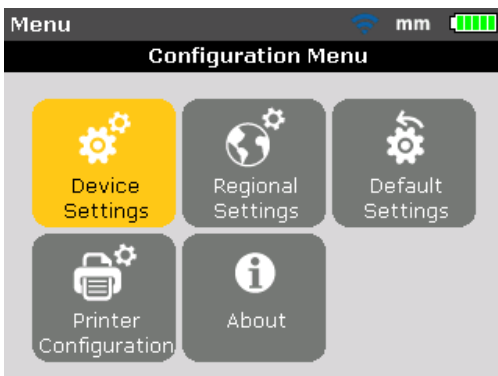 Menu mm
Configuration Menu
Device
Settings
Regional
Settings
Default
Settings
Printer
Configuration
About